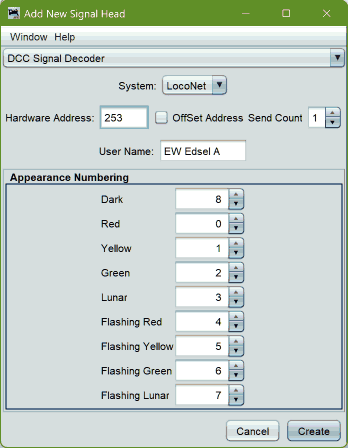 Add New Signal Head
Window Help
DCC Signal Decoder
System: LocoNet
Hardware Address: 253 OffSet Address Send Count 1
User Name: EW Edsel A
Appearance Numbering
Dark 8
Red 0
Yellow 1
Green 2
Lunar 3
Flashing Red 4
Flashing Yellow 5
Flashing Green 6
Flashing Lunar 7
Cancel Create